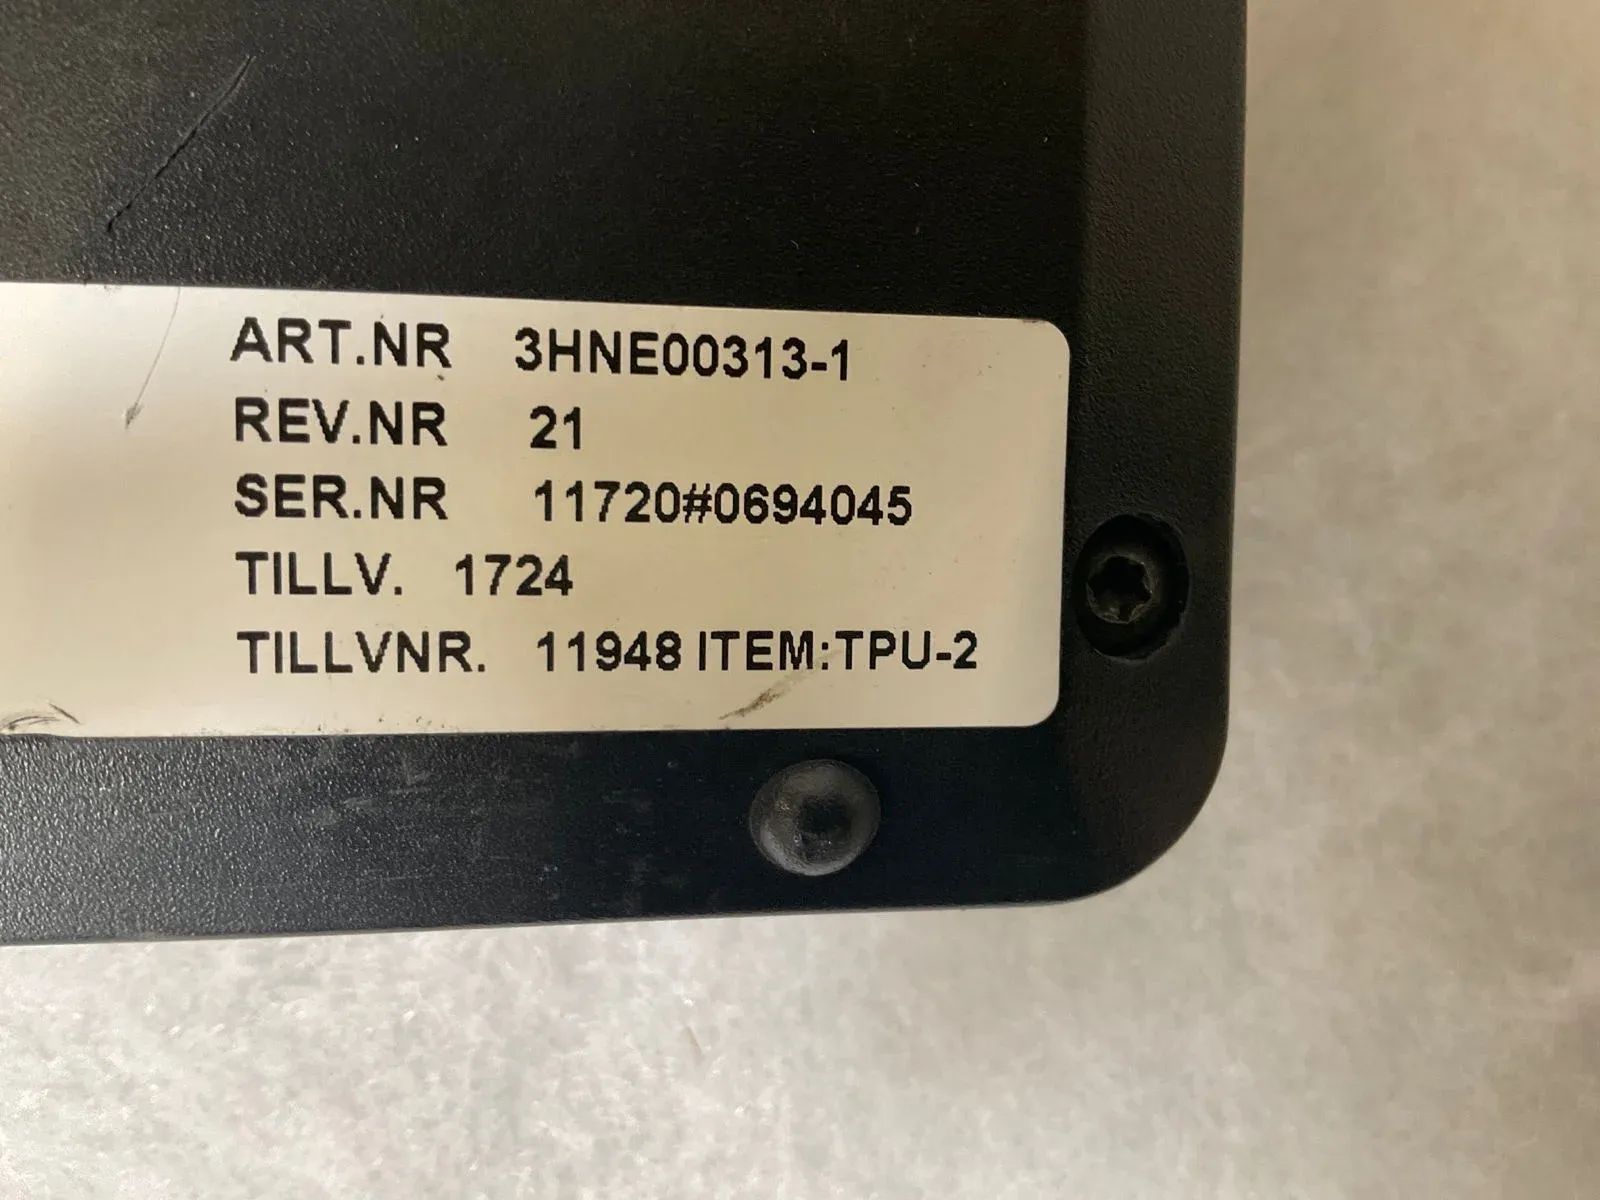 ART.NR 3HNE00313-1
REV.NR 21
SER.NR 11720#0694045
TILLV. 1724
TILLVNR. 11948 ITEM:TPU-2